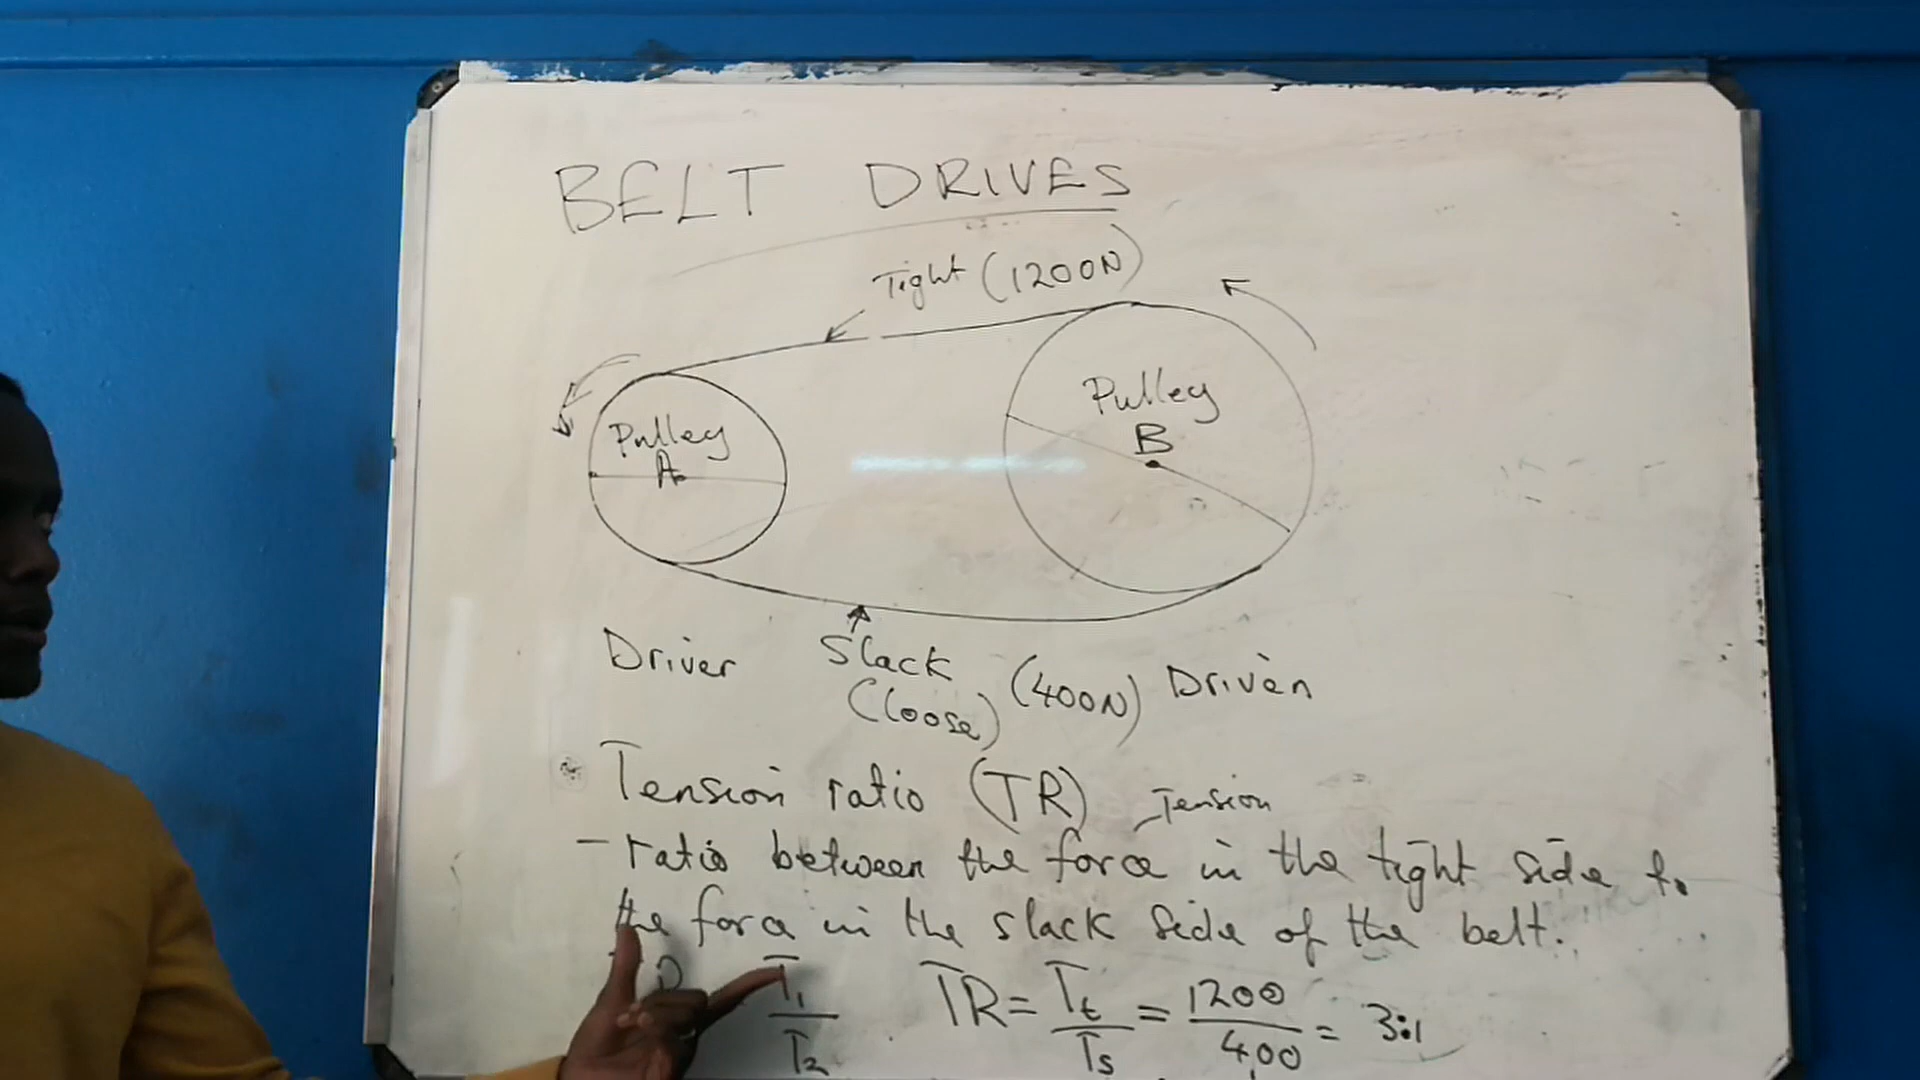 BELT DRIVES
Tight (1200N)
Pulley
A
Pulley
B
Driver Slack (400N) Driven
(loose)
Tension ratio (TR) Tension
- ratio between the force in the tight side to
the force in the slack side of the belt.
T1/T2 TR = Tt/Ts = 1200/400 = 3:1